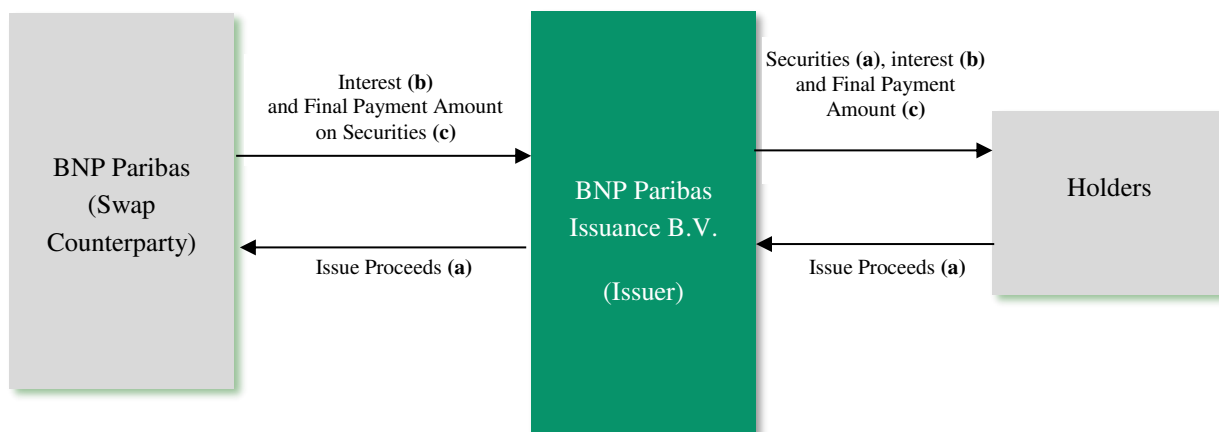 BNP Paribas
(Swap
Counterparty)
Interest (b)
and Final Payment Amount
on Securities (c)
Issue Proceeds (a)
BNP Paribas
Issuance B.V.
(Issuer)
Securities (a), interest (b)
and Final Payment
Amount (c)
Issue Proceeds (a)
Holders